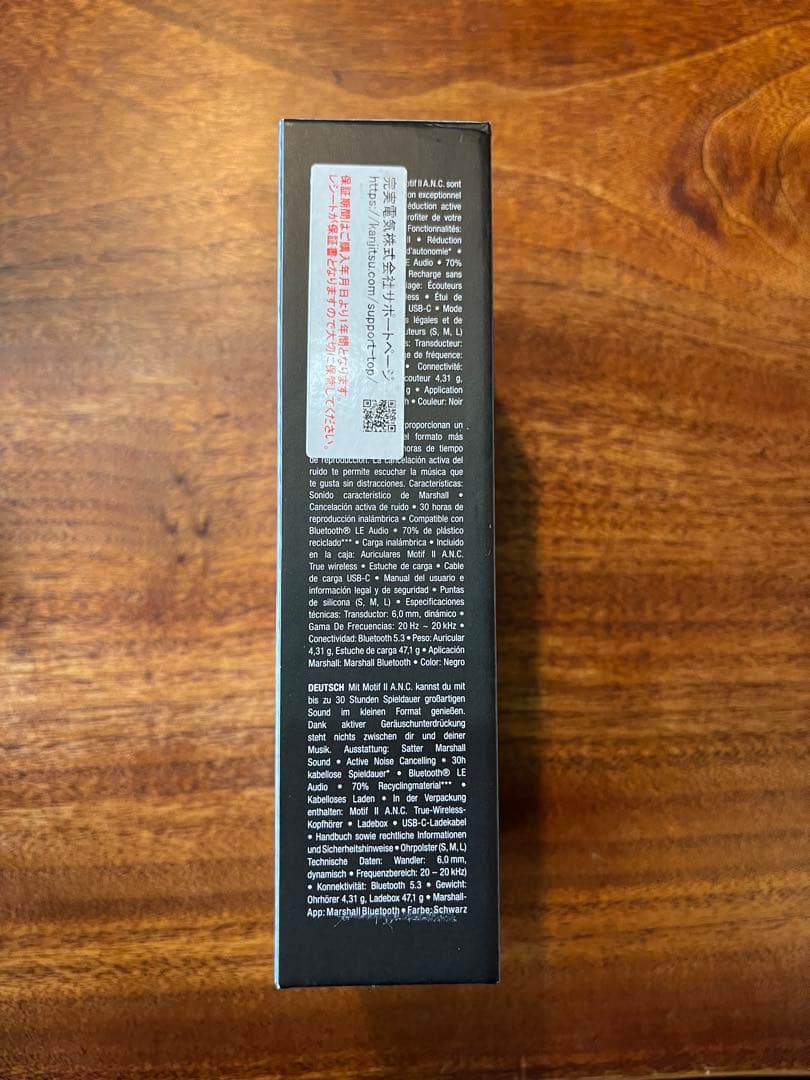 完実電気株式会社サポートページ
https://kanjitsu.com/support-top/
保証期間はご購入年月日より1年間となります。
レシートが保証書となりますので大切に保管してください。
otif II A.N.C. sont
on exceptionnel
éduction active
profiter de votre
Fonctionnalités:
II • Réduction
d'autonomie* •
E Audio • 70%
Recharge sans
lage: Écouteurs
less • Étui de
USB-C • Mode
s légales et de
uteurs (S, M, L)
s: Transducteur:
ce de fréquence:
• Connectivité:
couteur 4,31 g,
g • Application
h • Couleur: Noir
proporcionan un
el formato más
horas de tiempo
de reproducción. La cancelación activa del
ruido te permite escuchar la música que
te gusta sin distracciones. Características:
Sonido característico de Marshall •
Cancelación activa de ruido • 30 horas de
reproducción inalámbrica • Compatible con
Bluetooth® LE Audio • 70% de plástico
reciclado*** • Carga inalámbrica • Incluido
en la caja: Auriculares Motif II A.N.C.
True wireless • Estuche de carga • Cable
de carga USB-C • Manual del usuario e
información legal y de seguridad • Puntas
de silicona (S, M, L) • Especificaciones
técnicas: Transductor: 6,0 mm, dinámico •
Gama De Frecuencias: 20 Hz ~ 20 kHz •
Conectividad: Bluetooth 5.3 • Peso: Auricular
4,31 g, Estuche de carga 47,1 g • Aplicación
Marshall: Marshall Bluetooth • Color: Negro
DEUTSCH Mit Motif II A.N.C. kannst du mit
bis zu 30 Stunden Spieldauer großartigen
Sound im kleinen Format genießen.
Dank aktiver Geräuschunterdrückung
steht nichts zwischen dir und deiner
Musik. Ausstattung: Satter Marshall
Sound • Active Noise Cancelling • 30h
kabellose Spieldauer* • Bluetooth® LE
Audio • 70% Recyclingmaterial*** •
Kabelloses Laden • In der Verpackung
enthalten: Motif II A.N.C. True-Wireless-
Kopfhörer • Ladebox • USB-C-Ladekabel
• Handbuch sowie rechtliche Informationen
und Sicherheitshinweise • Ohrpolster (S, M, L)
Technische Daten: Wandler: 6,0 mm,
dynamisch • Frequenzbereich: 20 – 20 kHz)
• Konnektivität: Bluetooth 5.3 • Gewicht:
Ohrhörer 4,31 g, Ladebox 47,1 g • Marshall-
App: Marshall Bluetooth • Farbe: Schwarz